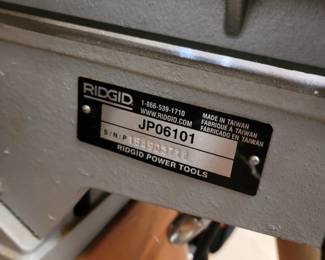 RIDGID
1-866-539-1710
WWW.RIDGID.COM
MADE IN TAIWAN
FABRIQUÉ À TAIWAN
FABRICADO EN TAIWAN
JP06101
S/N:P
RIDGID POWER TOOLS